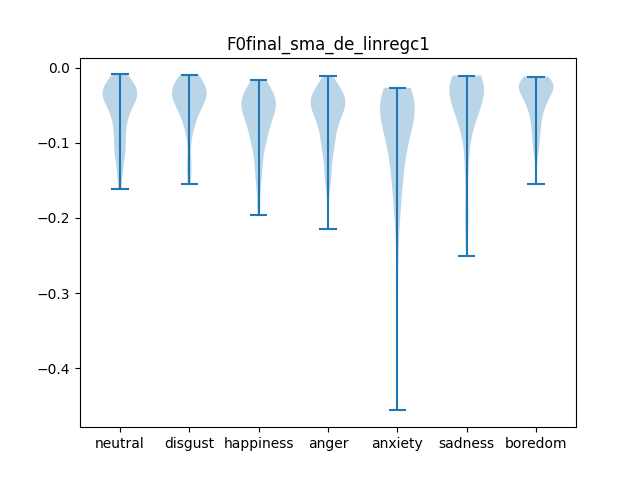 F0final_sma_de_linregc1
0.0
−0.1
−0.2
−0.3
−0.4
neutral disgust happiness anger anxiety sadness boredom